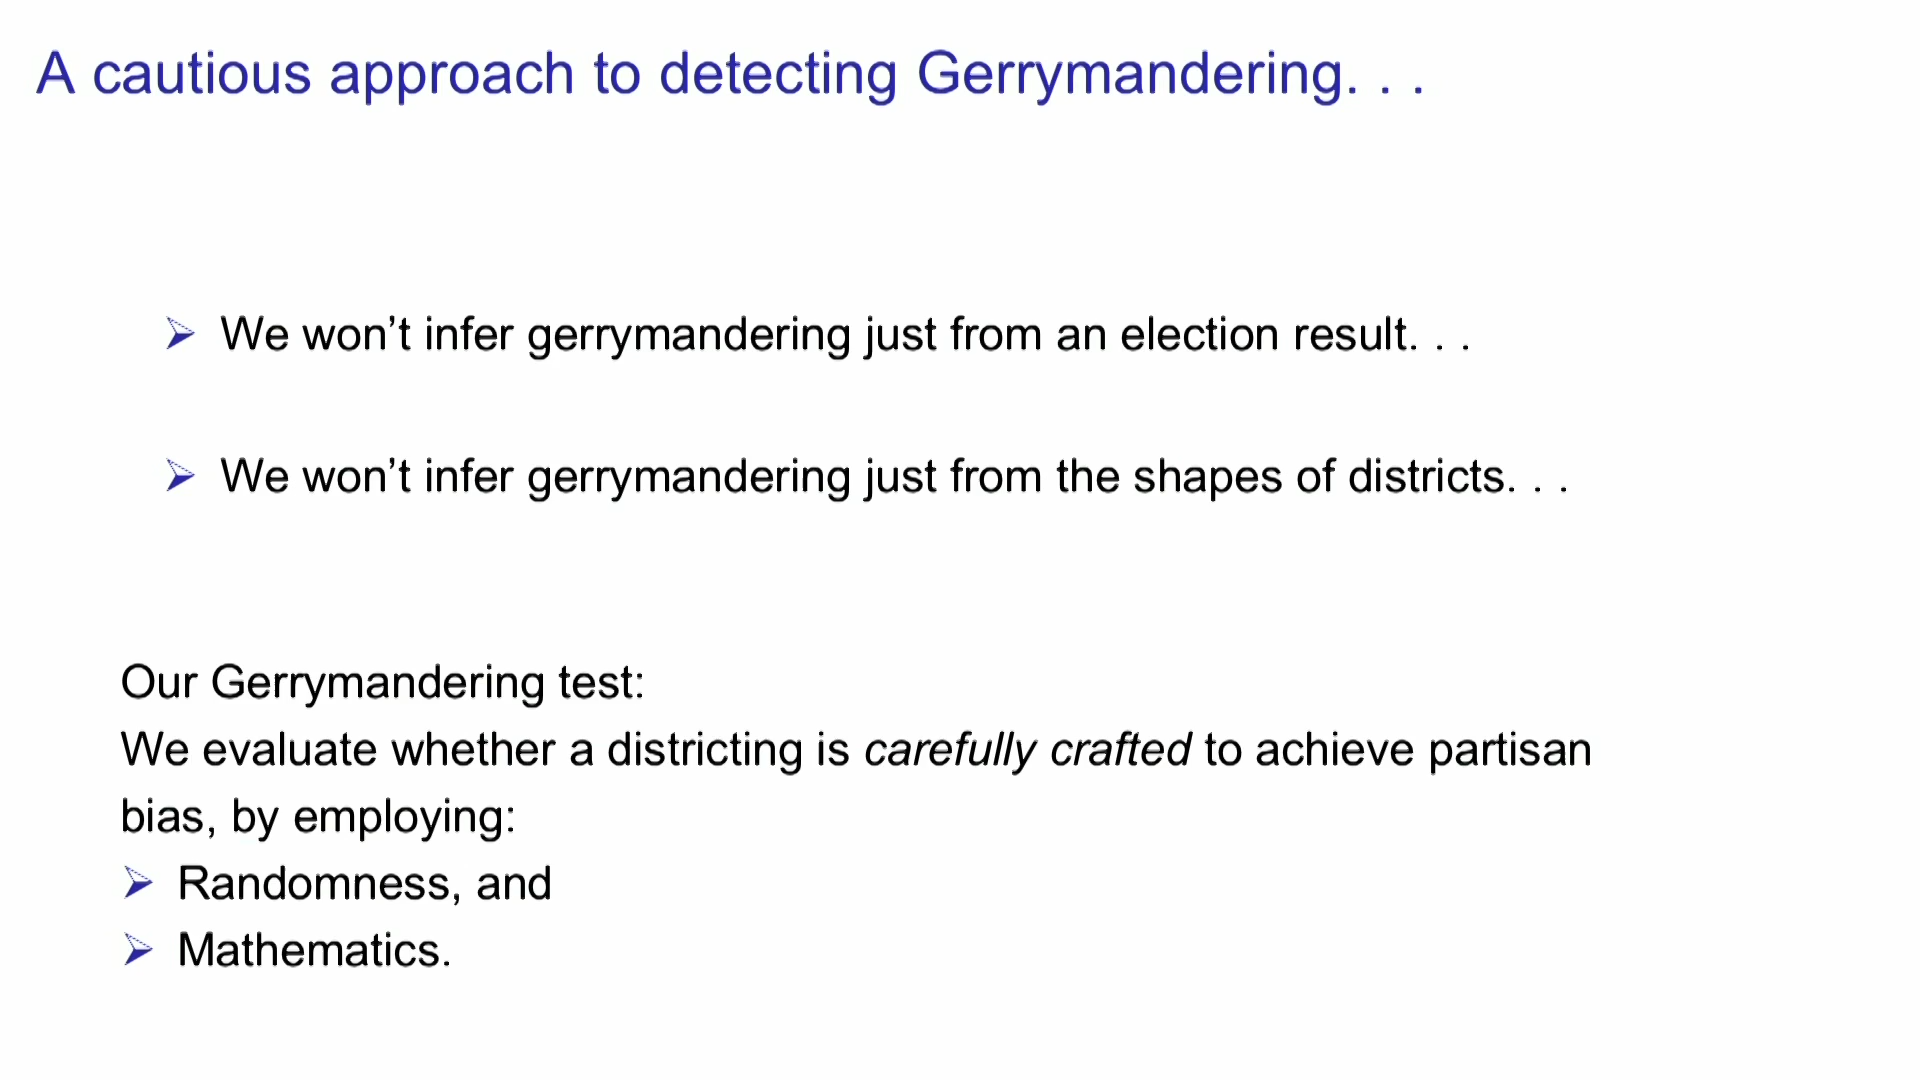 A cautious approach to detecting Gerrymandering. . .
We won’t infer gerrymandering just from an election result. . .
We won’t infer gerrymandering just from the shapes of districts. . .
Our Gerrymandering test:
We evaluate whether a districting is carefully crafted to achieve partisan
bias, by employing:
Randomness, and
Mathematics.